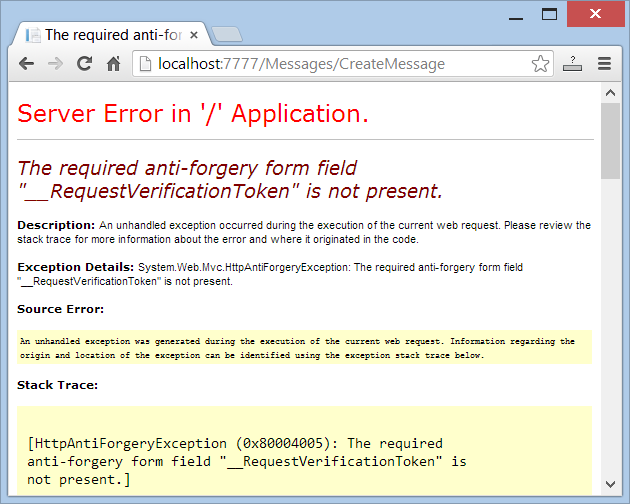 The required anti-for
localhost:7777/Messages/CreateMessage
Server Error in '/' Application.
The required anti-forgery form field
"__RequestVerificationToken" is not present.
Description: An unhandled exception occurred during the execution of the current web request. Please review the
stack trace for more information about the error and where it originated in the code.
Exception Details: System.Web.Mvc.HttpAntiForgeryException: The required anti-forgery form field
"__RequestVerificationToken" is not present.
Source Error:
An unhandled exception was generated during the execution of the current web request. Information regarding the
origin and location of the exception can be identified using the exception stack trace below.
Stack Trace:
[HttpAntiForgeryException (0x80004005): The required
anti-forgery form field "__RequestVerificationToken" is
not present.]